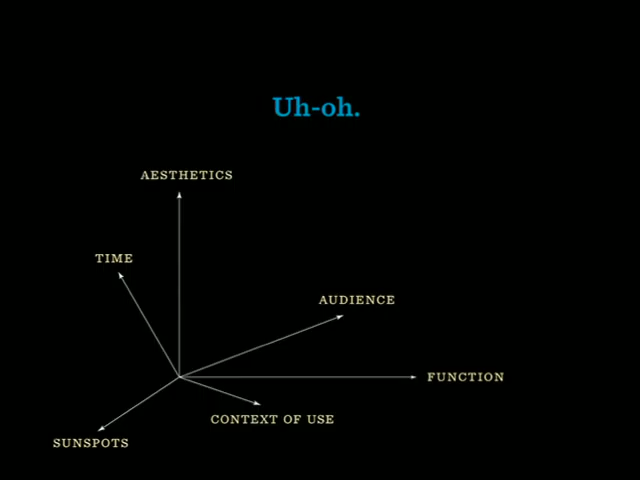 Uh-oh.
AESTHETICS
TIME
AUDIENCE
FUNCTION
CONTEXT OF USE
SUNSPOTS